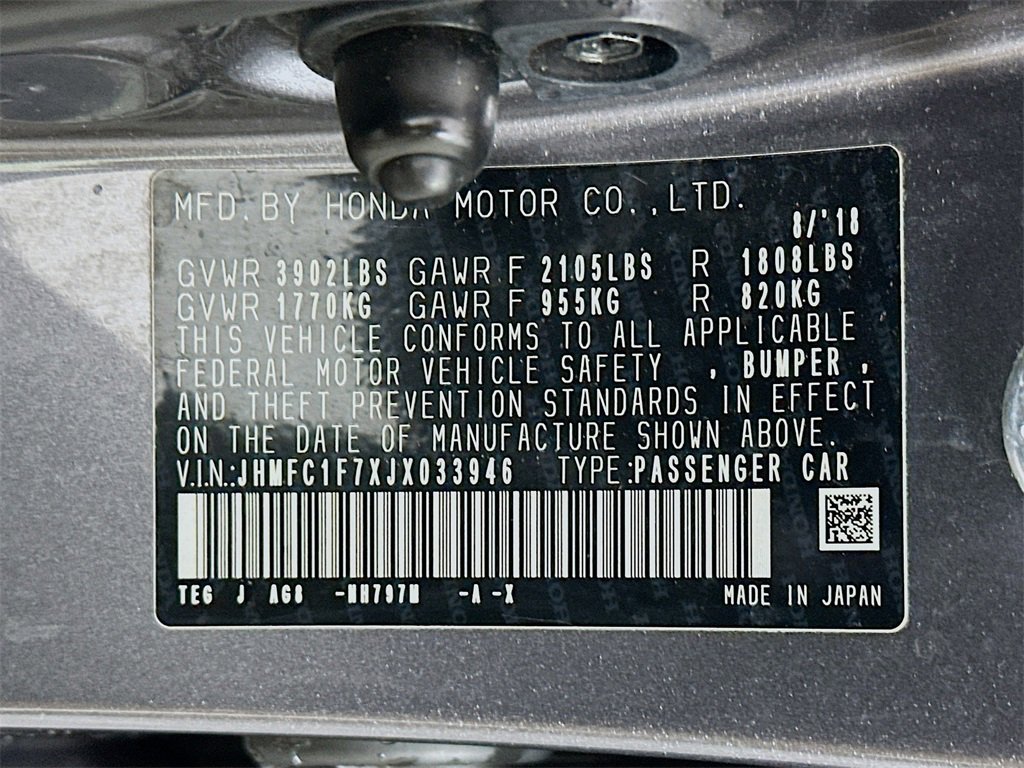 MFD. BY HONDA MOTOR CO., LTD.
8/'18
GVWR 3902LBS GAWR F 2105LBS R 1808LBS
GVWR 1770KG GAWR F 955KG R 820KG
THIS VEHICLE CONFORMS TO ALL APPLICABLE
FEDERAL MOTOR VEHICLE SAFETY , BUMPER ,
AND THEFT PREVENTION STANDARDS IN EFFECT
ON THE DATE OF MANUFACTURE SHOWN ABOVE.
V.I.N.:JHMFC1F7XJX033946 TYPE:PASSENGER CAR
TEG J AG8 -NH797M -A -X MADE IN JAPAN